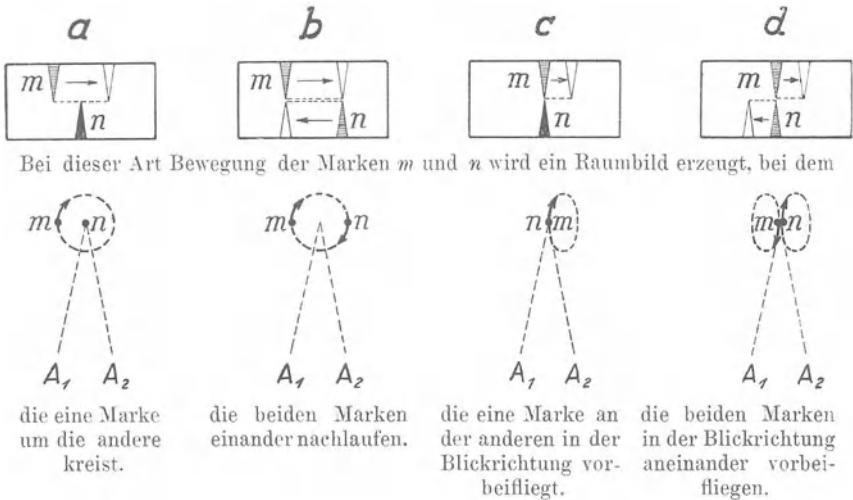 a b c d
m n m n m n m n
Bei dieser Art Bewegung der Marken m und n wird ein Raumbild erzeugt, bei dem
m n m n n m m n
A₁ A₂ A₁ A₂ A₁ A₂ A₁ A₂
die eine Marke
um die andere
kreist.
die beiden Marken
einander nachlaufen.
die eine Marke an
der anderen in der
Blickrichtung vor-
beifliegt.
die beiden Marken
in der Blickrichtung
aneinander vorbei-
fliegen.